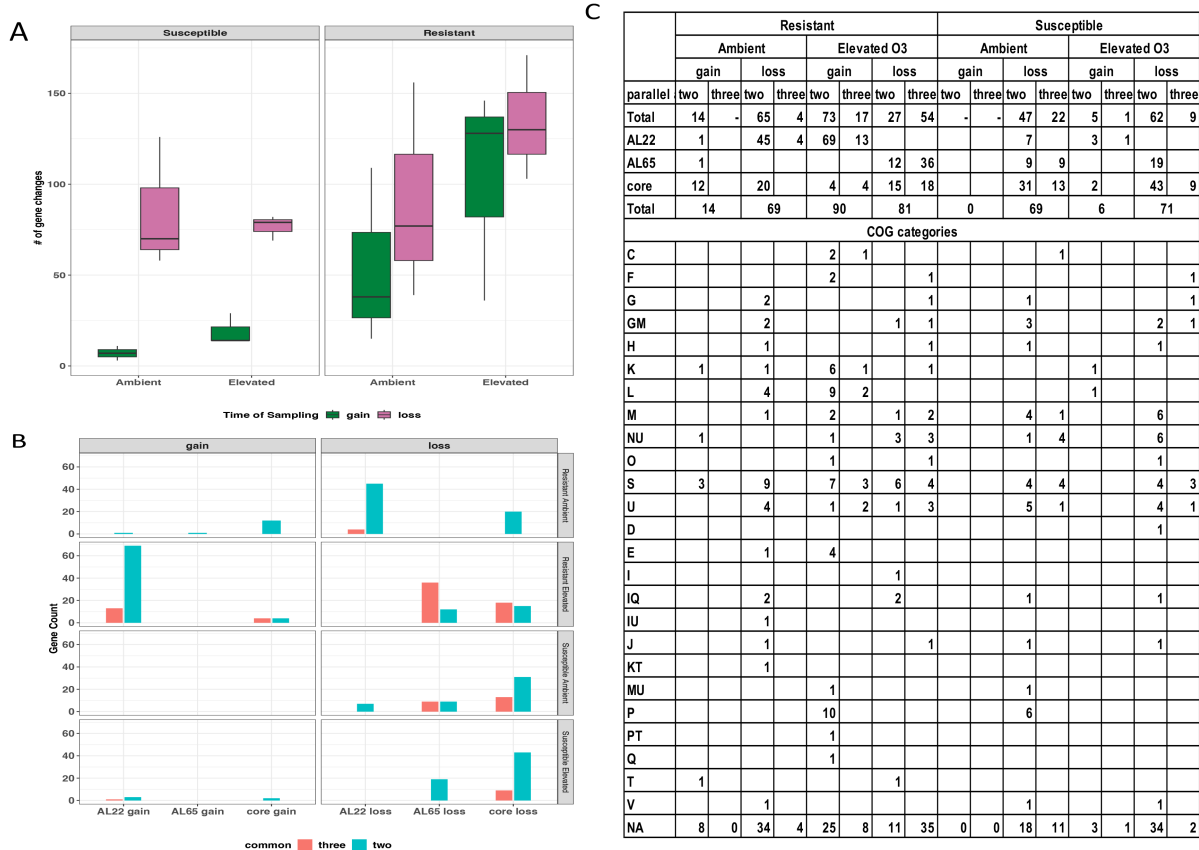 A
Susceptible
Resistant
# of gene changes
150
100
50
0
Ambient
Elevated
Ambient
Elevated
Time of Sampling gain loss
B
gain
loss
Gene Count
60
40
20
0
Resistant Ambient
60
40
20
0
Resistant Elevated
60
40
20
0
Susceptible Ambient
60
40
20
0
Susceptible Elevated
AL22 gain
AL65 gain
core gain
AL22 loss
AL65 loss
core loss
common three two
C
Resistant Susceptible
Ambient Elevated O3 Ambient Elevated O3
gain loss gain loss gain loss gain loss
parallel two three two three two three two three two three two three two three two three
Total 14 - 65 4 73 17 27 54 - - 47 22 5 1 62 9
AL22 1 45 4 69 13 7 3 1
AL65 1 12 36 9 9 19
core 12 20 4 4 15 18 31 13 2 43 9
Total 14 69 90 81 0 69 6 71
COG categories
C 2 1 1
F 2 1 1
G 2 1 1 1
GM 2 1 1 3 2 1
H 1 1 1 1
K 1 1 6 1 1 1
L 4 9 2 1
M 1 2 1 2 4 1 6
NU 1 1 3 3 1 4 6
O 1 1 1
S 3 9 7 3 6 4 4 4 4 3
U 4 1 2 1 3 5 1 4 1
D 1
E 1 4
I 1
IQ 2 2 1 1
IU 1
J 1 1 1 1
KT 1
MU 1 1
P 10 6
PT 1
Q 1
T 1 1
V 1 1 1
NA 8 0 34 4 25 8 11 35 0 0 18 11 3 1 34 2